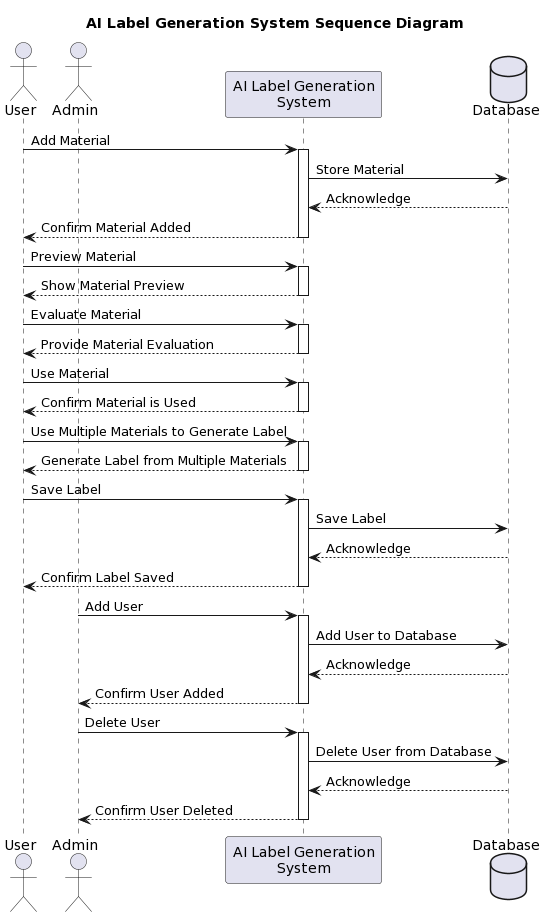 AI Label Generation System Sequence Diagram
User
Admin
AI Label Generation
System
Database
Add Material
Store Material
Acknowledge
Confirm Material Added
Preview Material
Show Material Preview
Evaluate Material
Provide Material Evaluation
Use Material
Confirm Material is Used
Use Multiple Materials to Generate Label
Generate Label from Multiple Materials
Save Label
Save Label
Acknowledge
Confirm Label Saved
Add User
Add User to Database
Acknowledge
Confirm User Added
Delete User
Delete User from Database
Acknowledge
Confirm User Deleted
User
Admin
AI Label Generation
System
Database